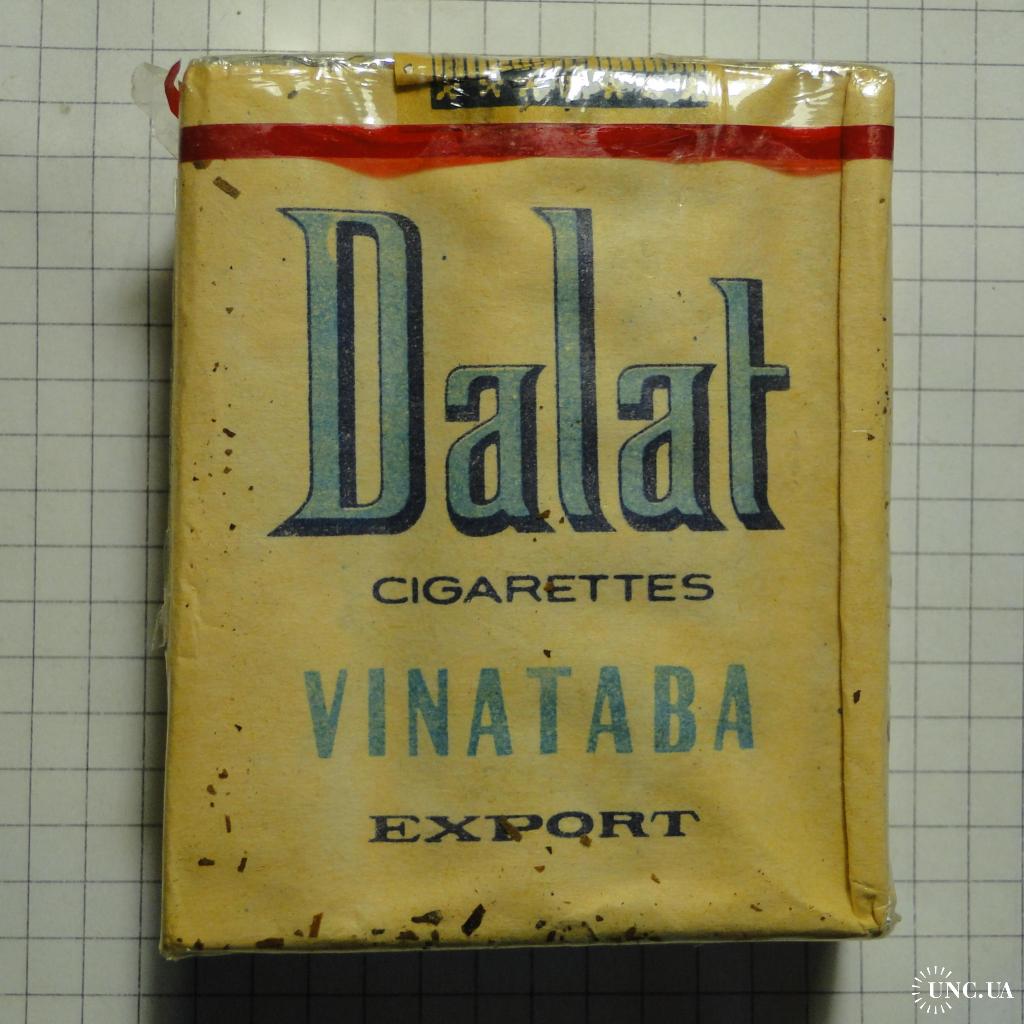 Dalat
CIGARETTES
VINATABA
EXPORT
UNC.UA